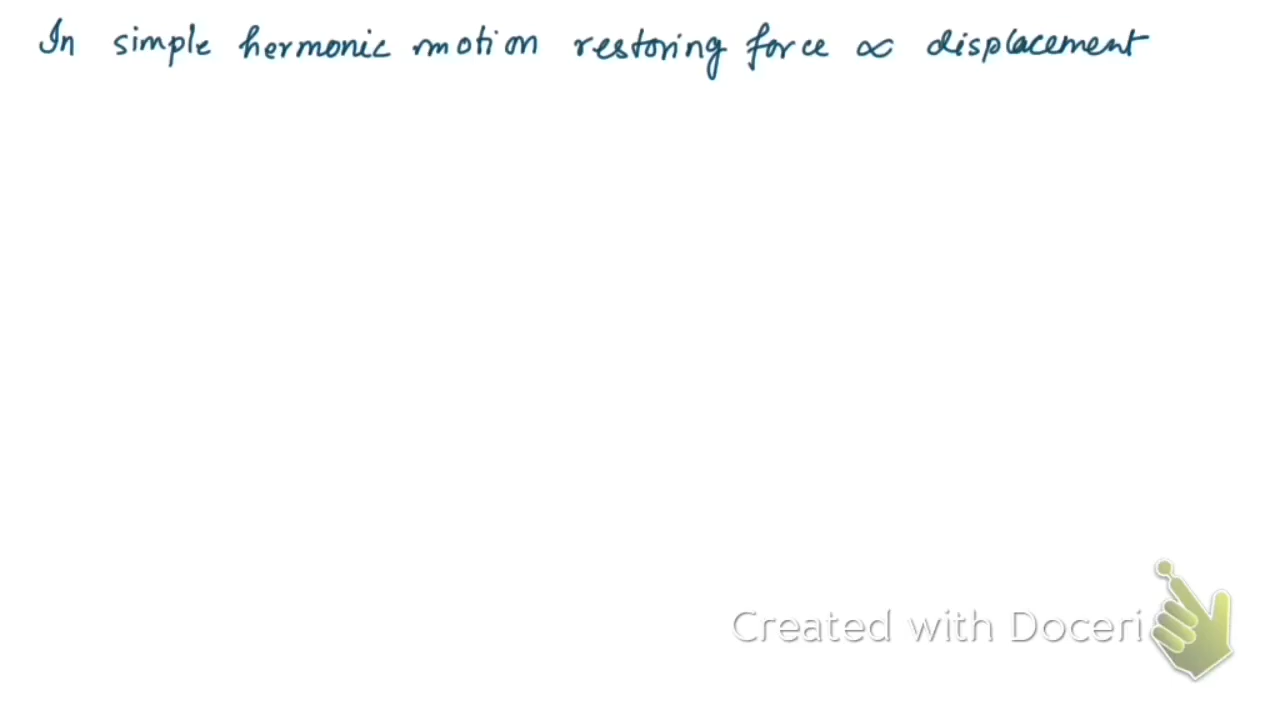 In simple hermonic motion restoring force ∝ displacement
Created with Doceri